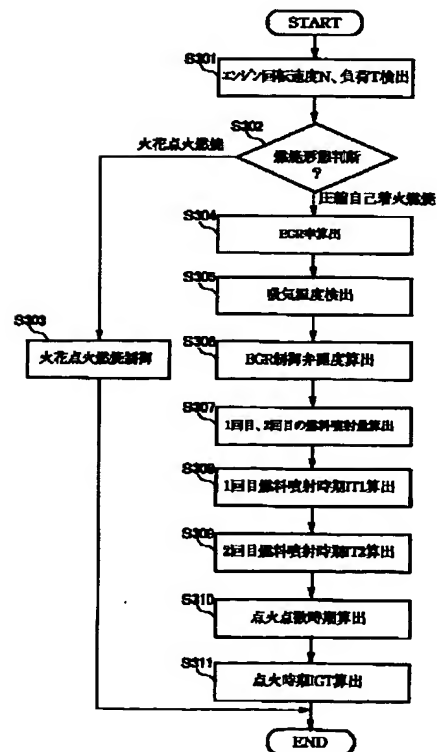 START
S301
エンジン回転速度N、負荷T検出
S302
燃焼形態判断
?
火花点火燃焼
圧縮自己着火燃焼
S304
EGR率算出
S305
吸気温度検出
S303
火花点火燃焼制御
S306
EGR制御弁開度算出
S307
1回目、2回目の燃料噴射量算出
S308
1回目燃料噴射時期IT1算出
S309
2回目燃料噴射時期IT2算出
S310
点火点数時期算出
S311
点火時期IGT算出
END